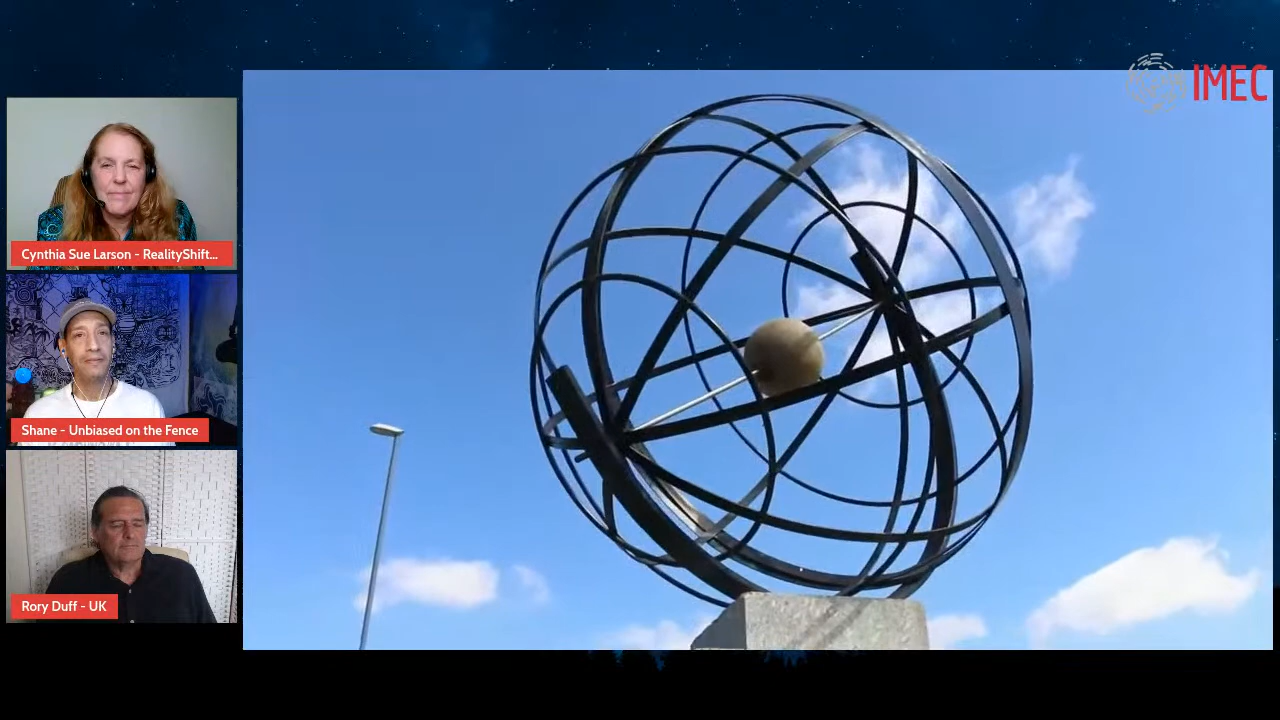 IMEC
Cynthia Sue Larson - RealityShift...
Shane - Unbiased on the Fence
Rory Duff - UK